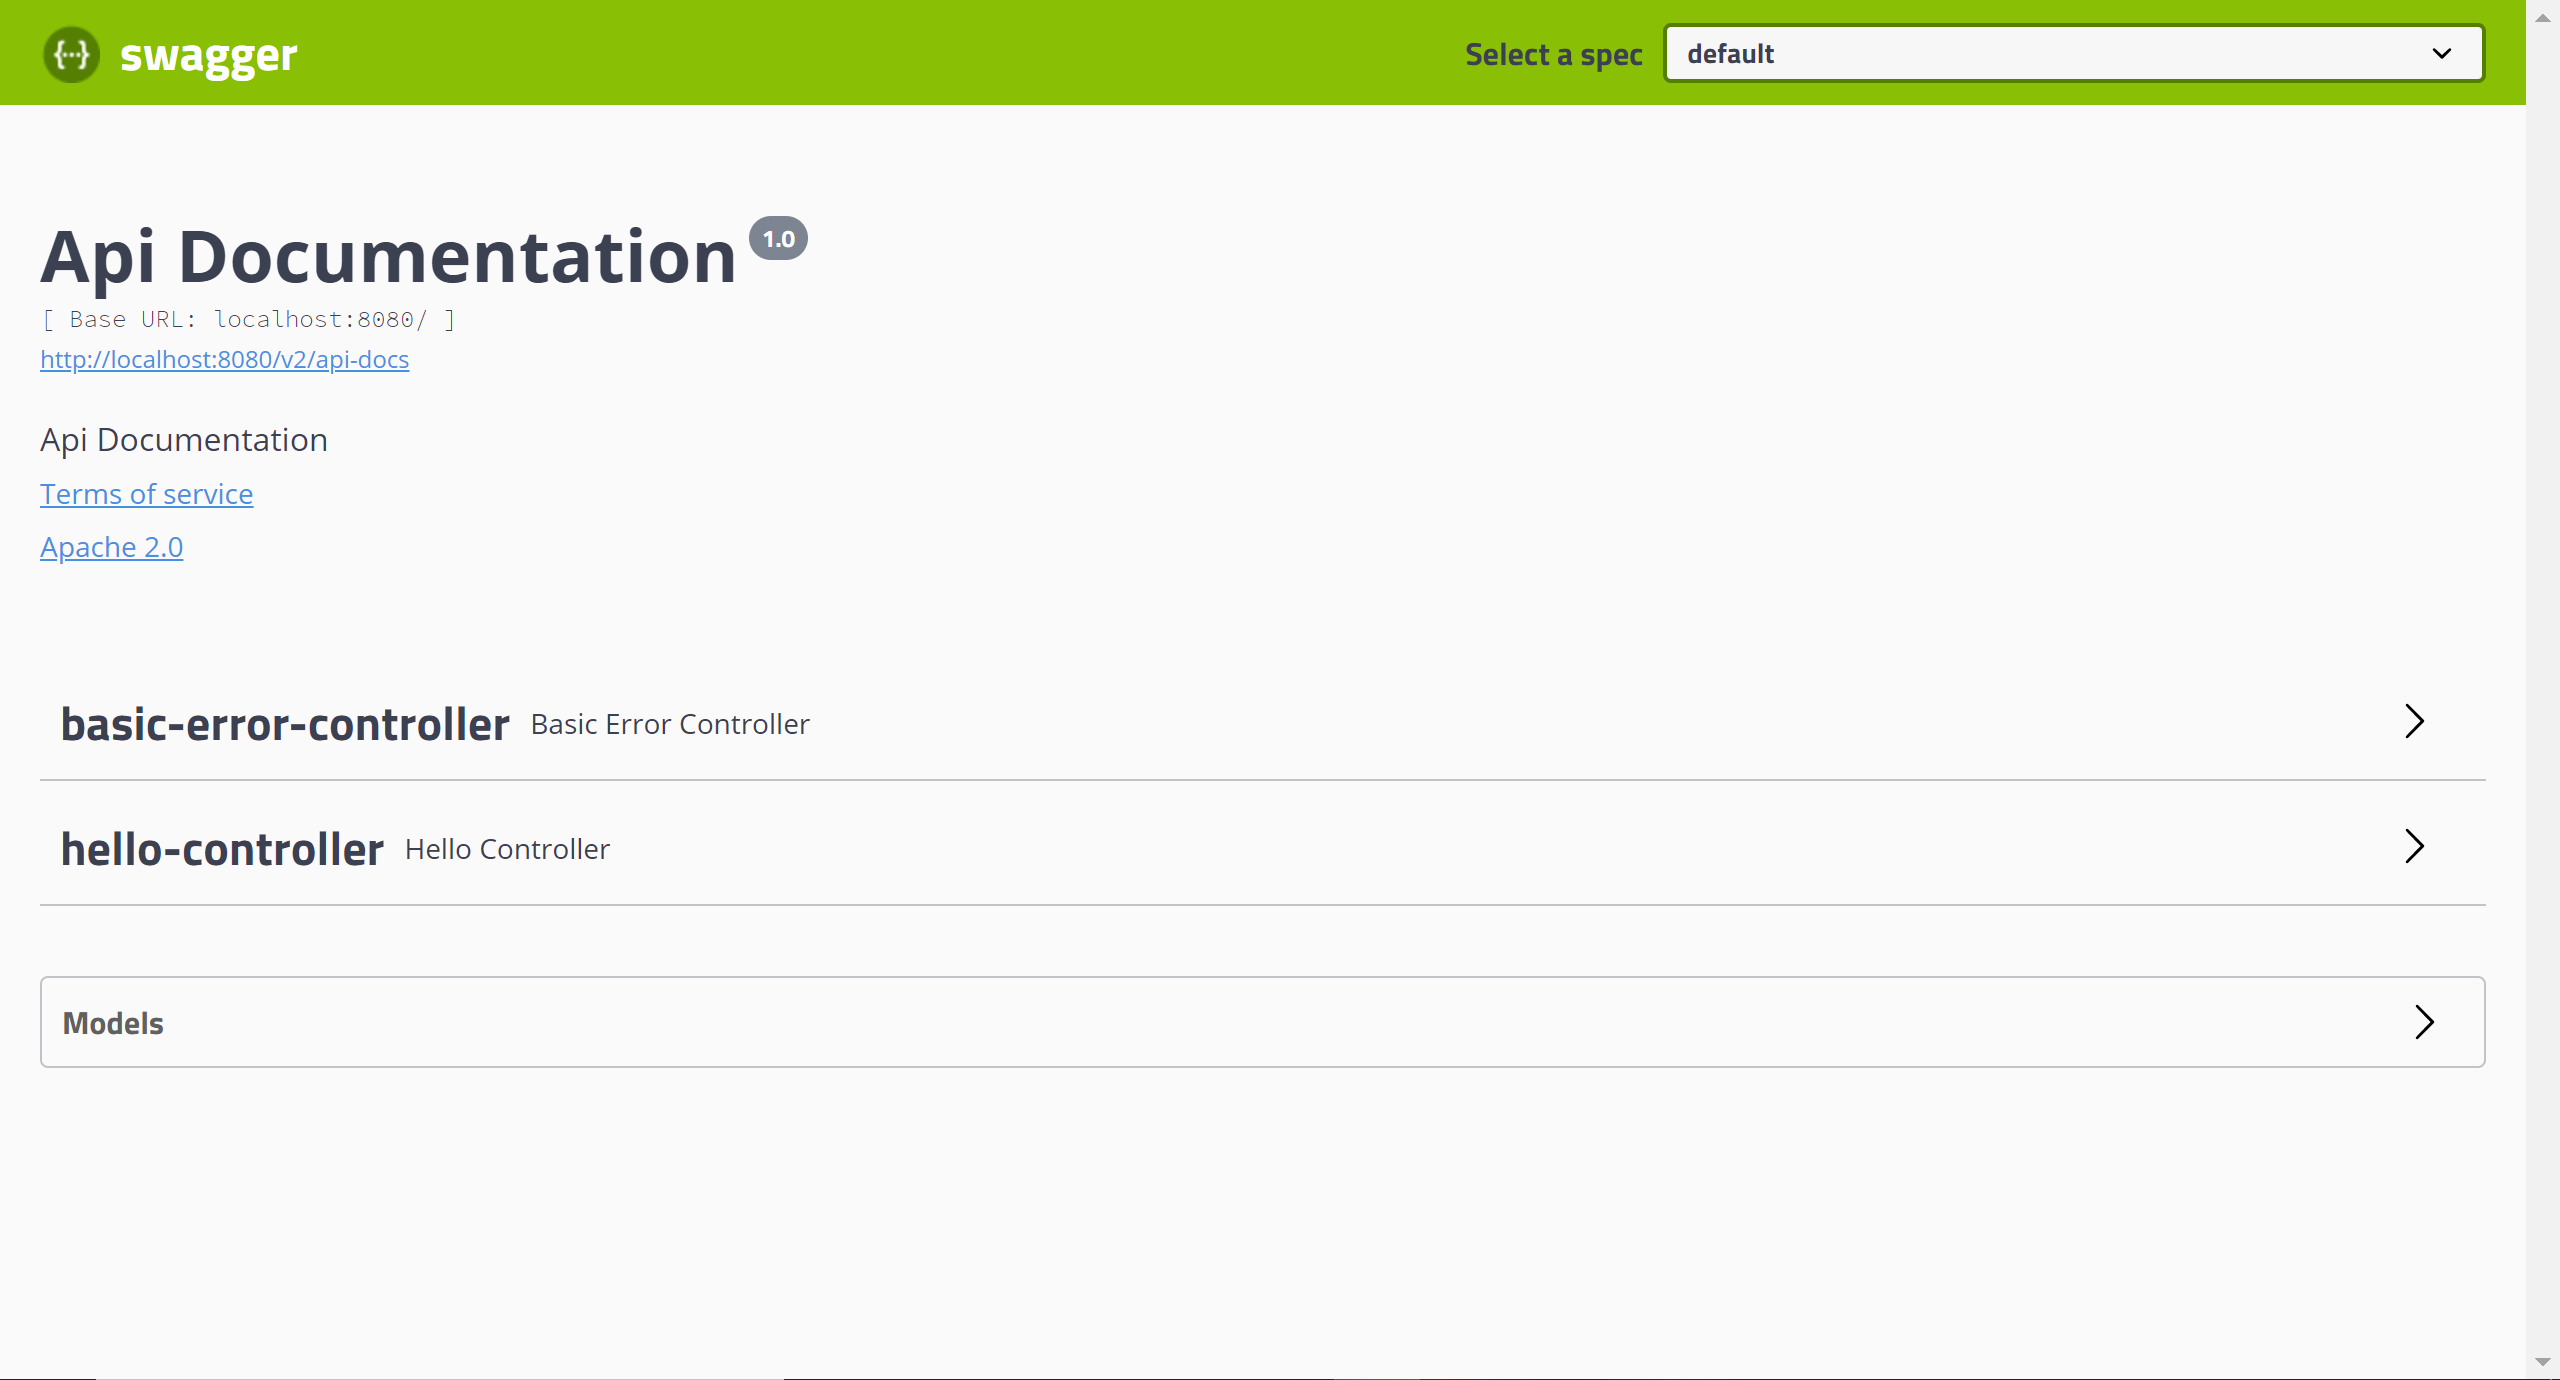 {···} swagger
Select a spec default
Api Documentation 1.0
[ Base URL: localhost:8080/ ]
http://localhost:8080/v2/api-docs
Api Documentation
Terms of service
Apache 2.0
basic-error-controller Basic Error Controller
hello-controller Hello Controller
Models